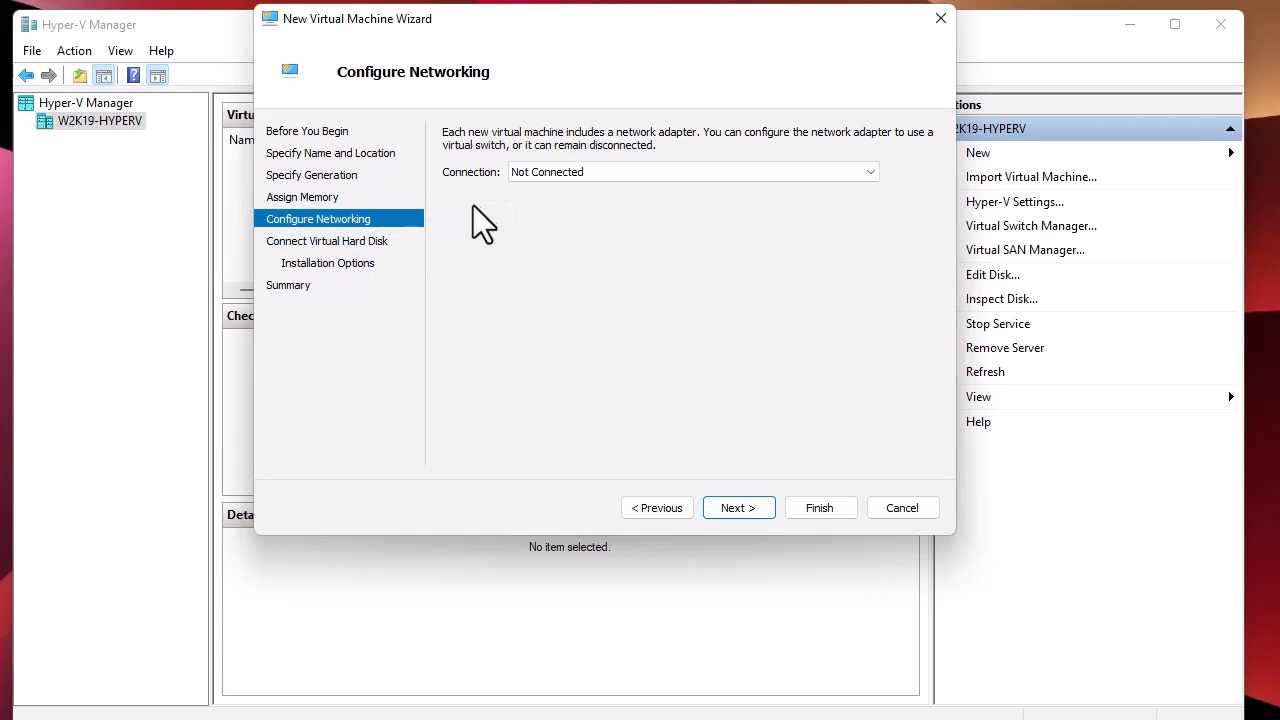 Hyper-V Manager
File Action View Help
Hyper-V Manager
W2K19-HYPERV
Virtu
Nam
Chec
Deta
No item selected.
New Virtual Machine Wizard
Configure Networking
Before You Begin
Specify Name and Location
Specify Generation
Assign Memory
Configure Networking
Connect Virtual Hard Disk
Installation Options
Summary
Each new virtual machine includes a network adapter. You can configure the network adapter to use a
virtual switch, or it can remain disconnected.
Connection: Not Connected
< Previous Next > Finish Cancel
tions
2K19-HYPERV
New
Import Virtual Machine...
Hyper-V Settings...
Virtual Switch Manager...
Virtual SAN Manager...
Edit Disk...
Inspect Disk...
Stop Service
Remove Server
Refresh
View
Help